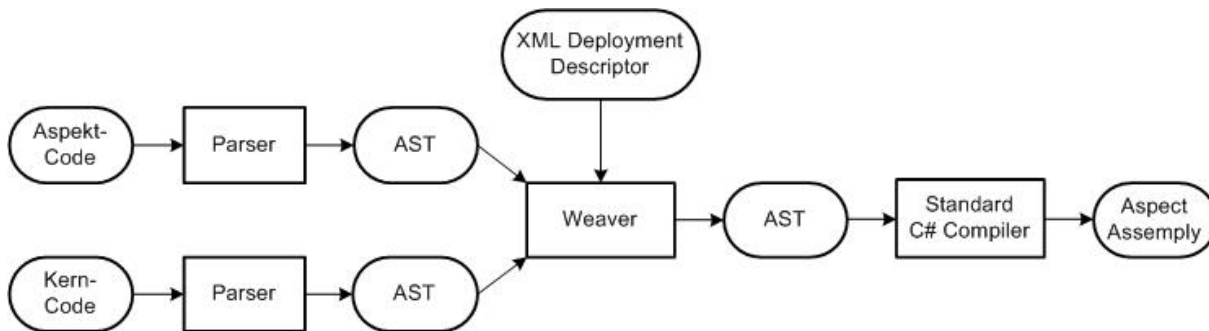 XML Deployment
Descriptor
Aspekt-
Code
Parser
AST
Weaver
AST
Standard
C# Compiler
Aspect
Assemply
Kern-
Code
Parser
AST